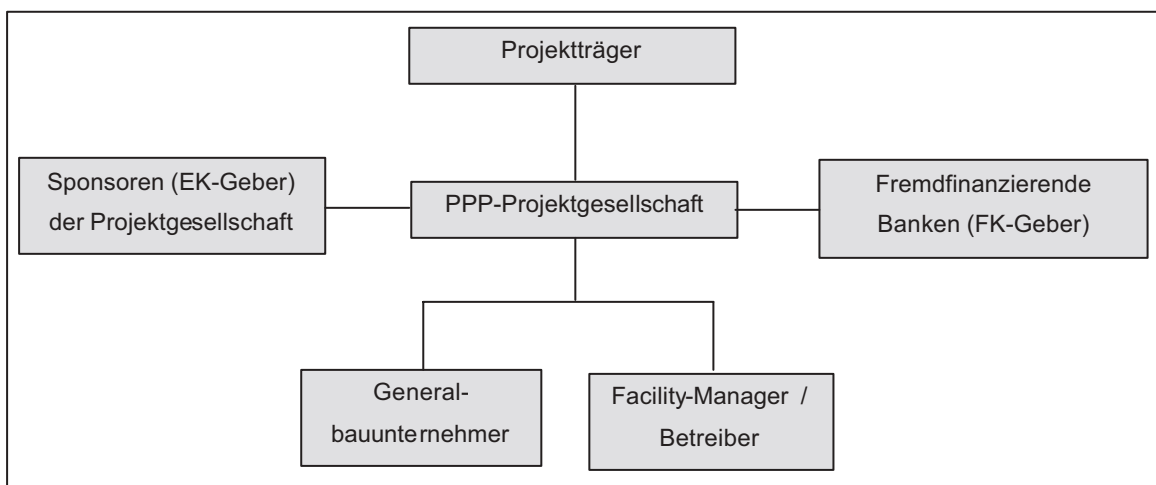 Projektträger
Sponsoren (EK-Geber)
der Projektgesellschaft
PPP-Projektgesellschaft
Fremdfinanzierende
Banken (FK-Geber)
General-
bauunternehmer
Facility-Manager /
Betreiber